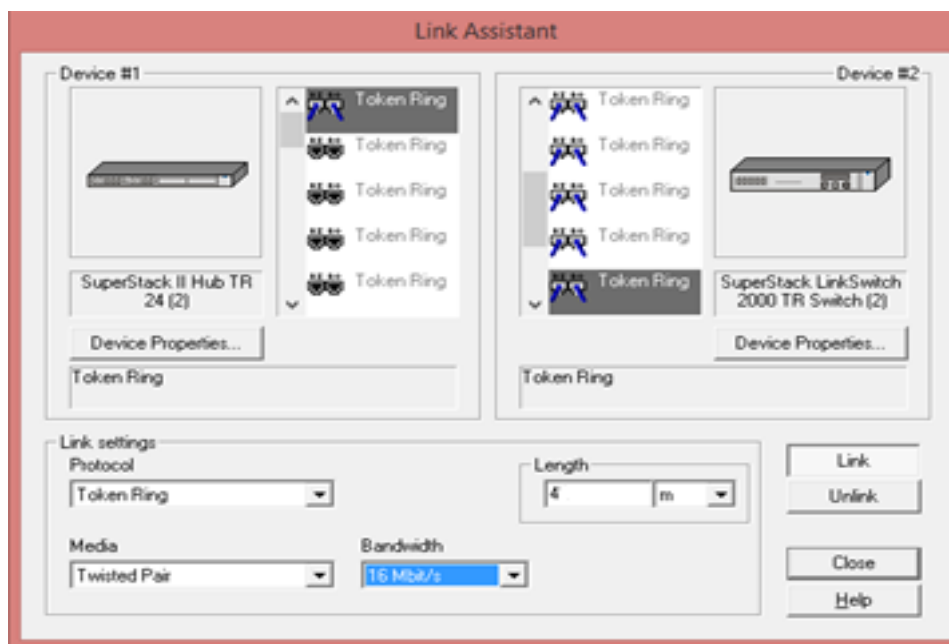 Link Assistant
Device #1
Device #2
Token Ring
Token Ring
Token Ring
Token Ring
Token Ring
Token Ring
Token Ring
Token Ring
Token Ring
Token Ring
SuperStack II Hub TR
24 (2)
SuperStack LinkSwitch
2000 TR Switch (2)
Device Properties...
Device Properties...
Token Ring
Token Ring
Link settings
Protocol
Token Ring
Length
4
m
Link
Unlink
Media
Twisted Pair
Bandwidth
16 Mbit/s
Close
Help